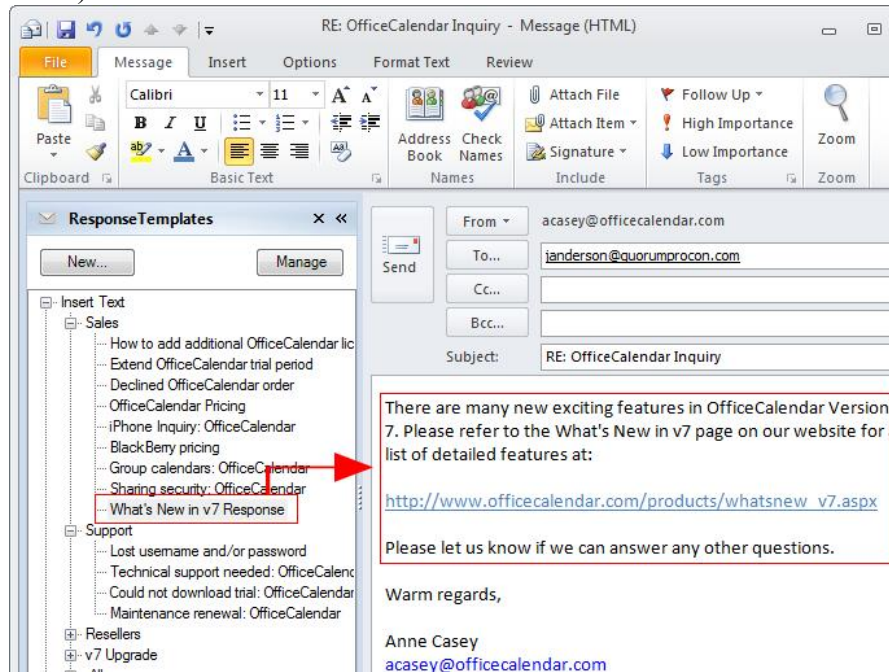 RE: OfficeCalendar Inquiry - Message (HTML)
File Message Insert Options Format Text Review
Calibri 11
Paste
B I U
Address Book
Check Names
Attach File
Attach Item
Signature
Follow Up
High Importance
Low Importance
Zoom
Clipboard Basic Text Names Include Tags Zoom
ResponseTemplates
New... Manage
Insert Text
Sales
How to add additional OfficeCalendar lic
Extend OfficeCalendar trial period
Declined OfficeCalendar order
OfficeCalendar Pricing
iPhone Inquiry: OfficeCalendar
BlackBerry pricing
Group calendars: OfficeCalendar
Sharing security: OfficeCalendar
What's New in v7 Response
Support
Lost username and/or password
Technical support needed: OfficeCalenc
Could not download trial: OfficeCalendar
Maintenance renewal: OfficeCalendar
Resellers
v7 Upgrade
Send
From acasey@officecalendar.com
To... janderson@quorumprocon.com
Cc...
Bcc...
Subject: RE: OfficeCalendar Inquiry
There are many new exciting features in OfficeCalendar Version
7. Please refer to the What's New in v7 page on our website for
list of detailed features at:
http://www.officecalendar.com/products/whatsnew_v7.aspx
Please let us know if we can answer any other questions.
Warm regards,
Anne Casey
acasey@officecalendar.com